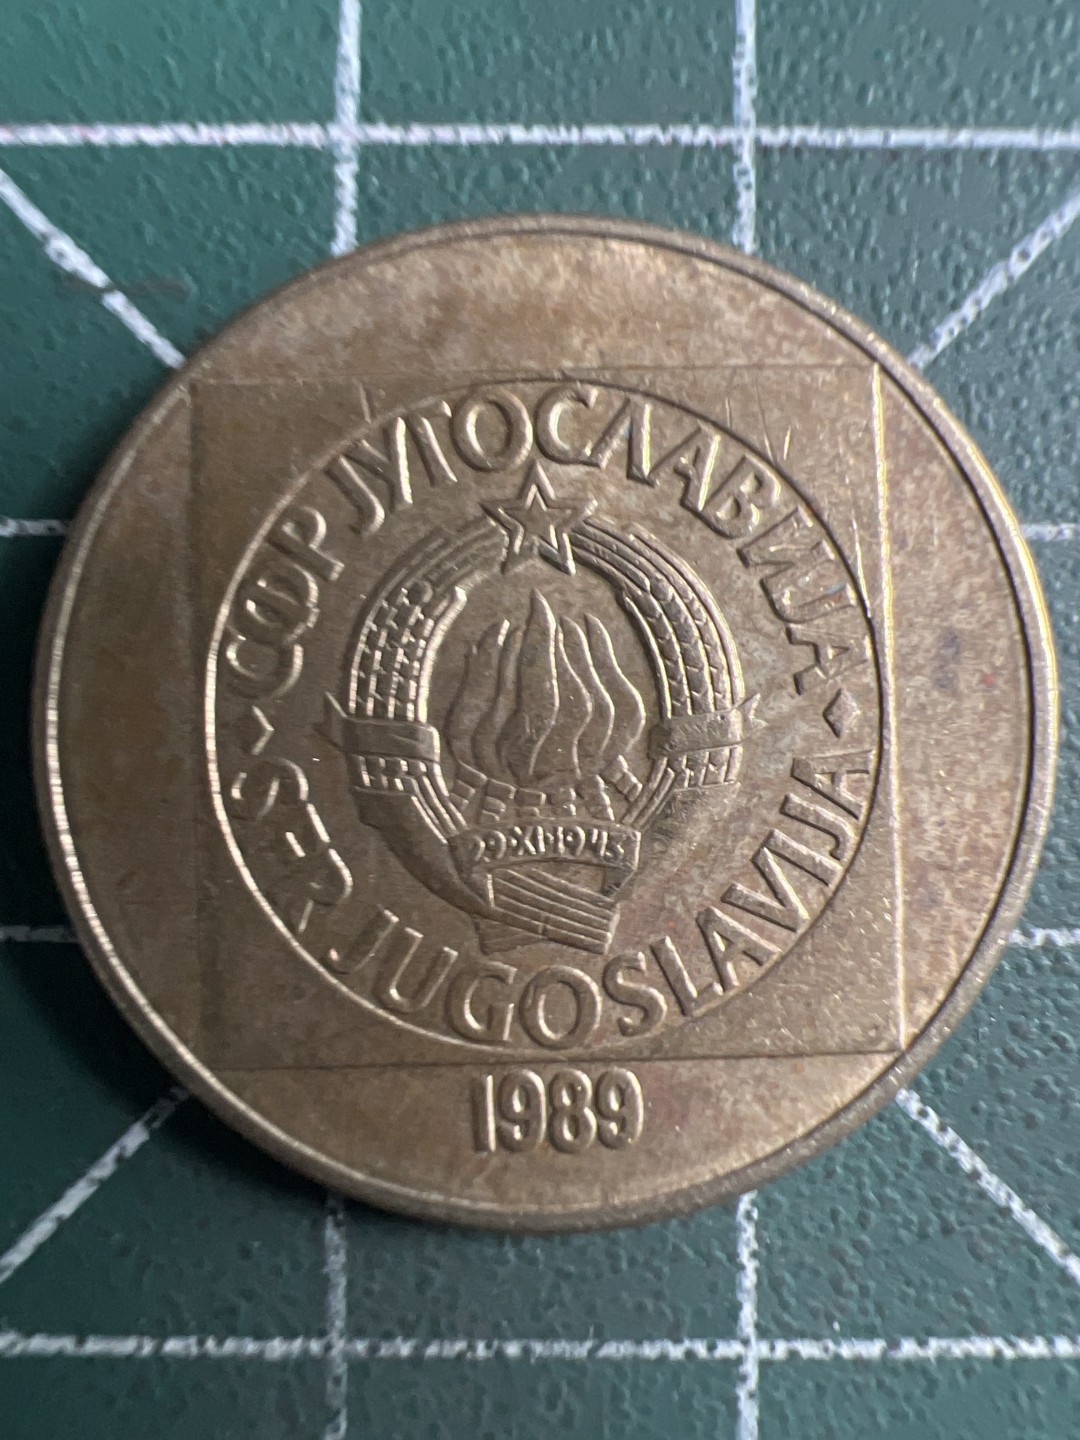 СФР ЈУГОСЛАВИЈА
SFR JUGOSLAVIJA
29·XI·1943
1989